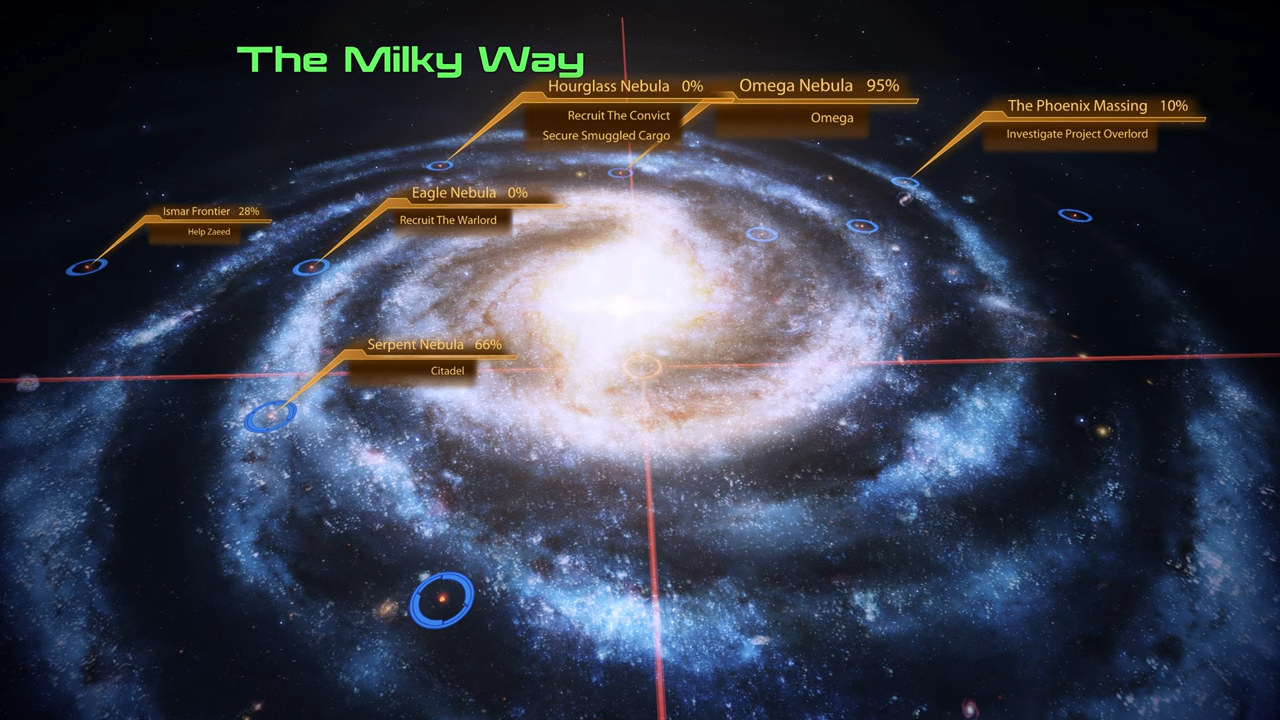 The Milky Way
Hourglass Nebula 0%
Recruit The Convict
Secure Smuggled Cargo
Omega Nebula 95%
Omega
The Phoenix Massing 10%
Investigate Project Overlord
Eagle Nebula 0%
Recruit The Warlord
Ismar Frontier 28%
Help Zaeed
Serpent Nebula 66%
Citadel